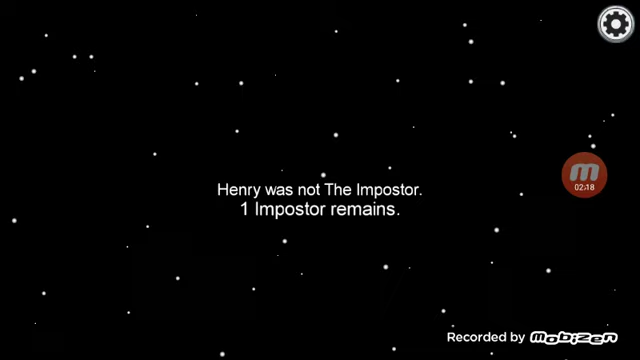 Henry was not The Impostor.
1 Impostor remains.
02:18
Recorded by mobizen